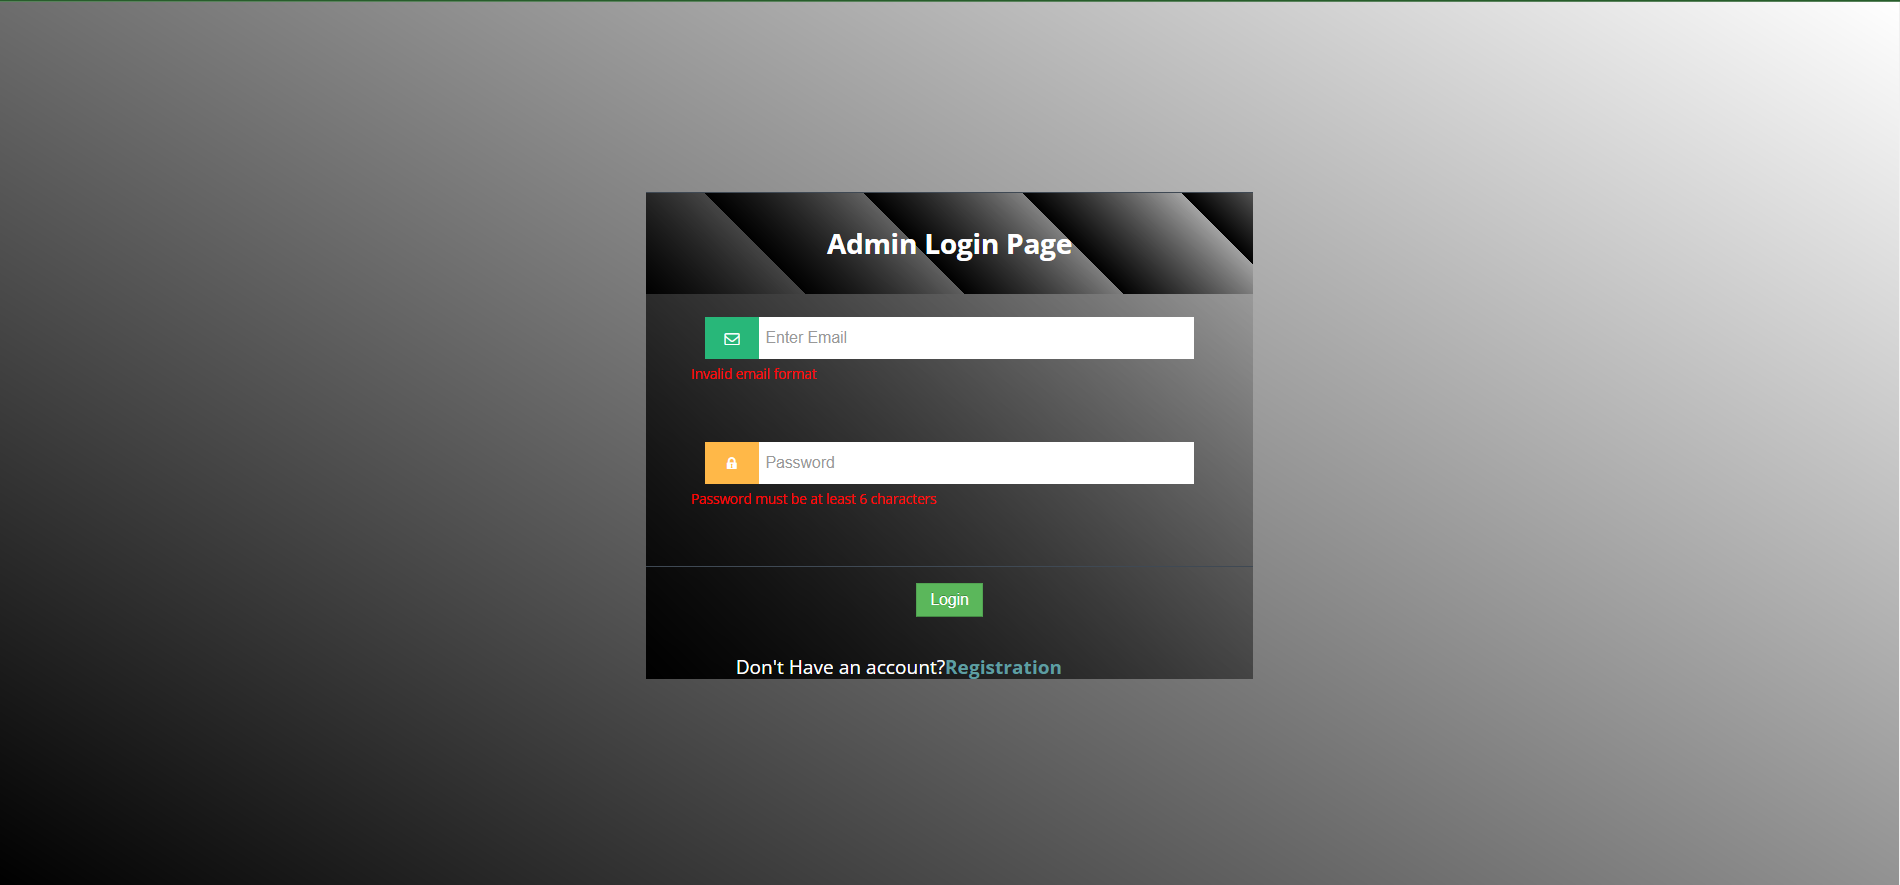 Admin Login Page
Enter Email
Invalid email format
Password
Password must be at least 6 characters
Login
Don't Have an account?Registration